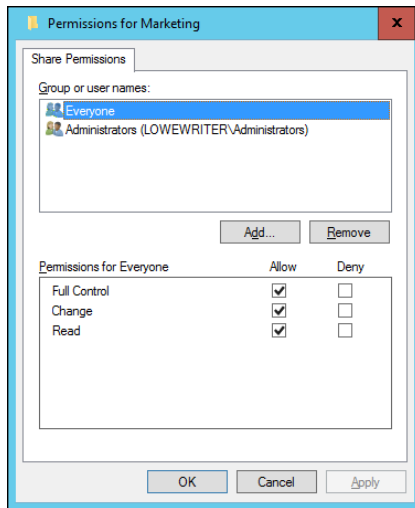 Permissions for Marketing
x
Share Permissions
Group or user names:
Everyone
Administrators (LOWEWRITER\Administrators)
Add... Remove
Permissions for Everyone Allow Deny
Full Control
Change
Read
OK Cancel Apply